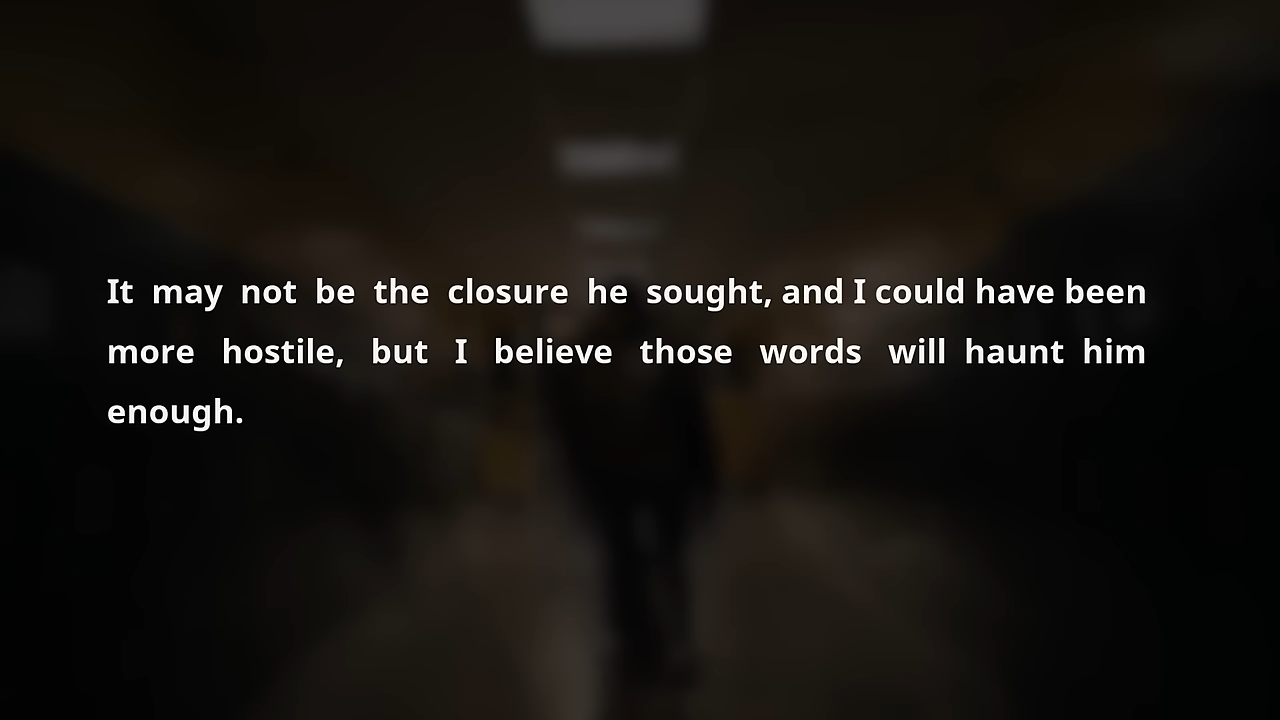 It may not be the closure he sought, and I could have been
more hostile, but I believe those words will haunt him
enough.